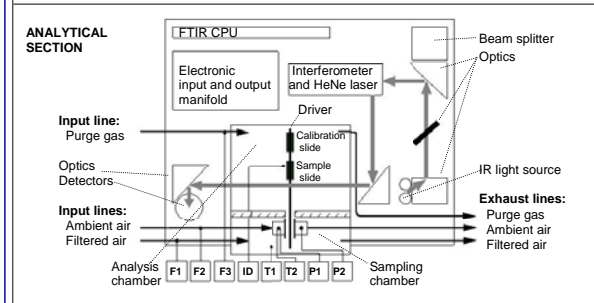 ANALYTICAL
SECTION
FTIR CPU
Beam splitter
Optics
Electronic
input and output
manifold
Interferometer
and HeNe laser
Driver
Input line:
Purge gas
Calibration
slide
Optics
Detectors
Sample
slide
IR light source
Input lines:
Ambient air
Filtered air
Exhaust lines:
Purge gas
Ambient air
Filtered air
Analysis
chamber
F1 F2 F3 ID T1 T2 P1 P2
Sampling
chamber